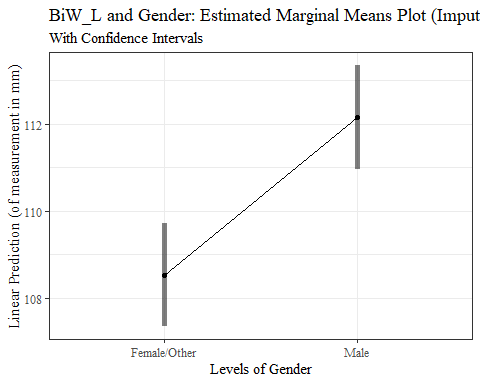 BiW_L and Gender: Estimated Marginal Means Plot (Imput
With Confidence Intervals
Linear Prediction (of measurement in mm)
112
110
108
Female/Other
Male
Levels of Gender